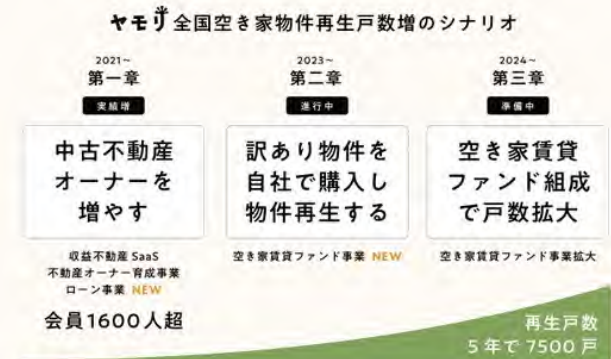 ヤモリ 全国空き家物件再生戸数増のシナリオ
2021~
第一章
実績増
中古不動産
オーナーを
増やす
収益不動産 SaaS
不動産オーナー育成事業
ローン事業 NEW
会員1600人超
2023~
第二章
進行中
訳あり物件を
自社で購入し
物件再生する
空き家賃貸ファンド事業 NEW
2024~
第三章
準備中
空き家賃貸
ファンド組成
で戸数拡大
空き家賃貸ファンド事業拡大
再生戸数
5年で7500戸